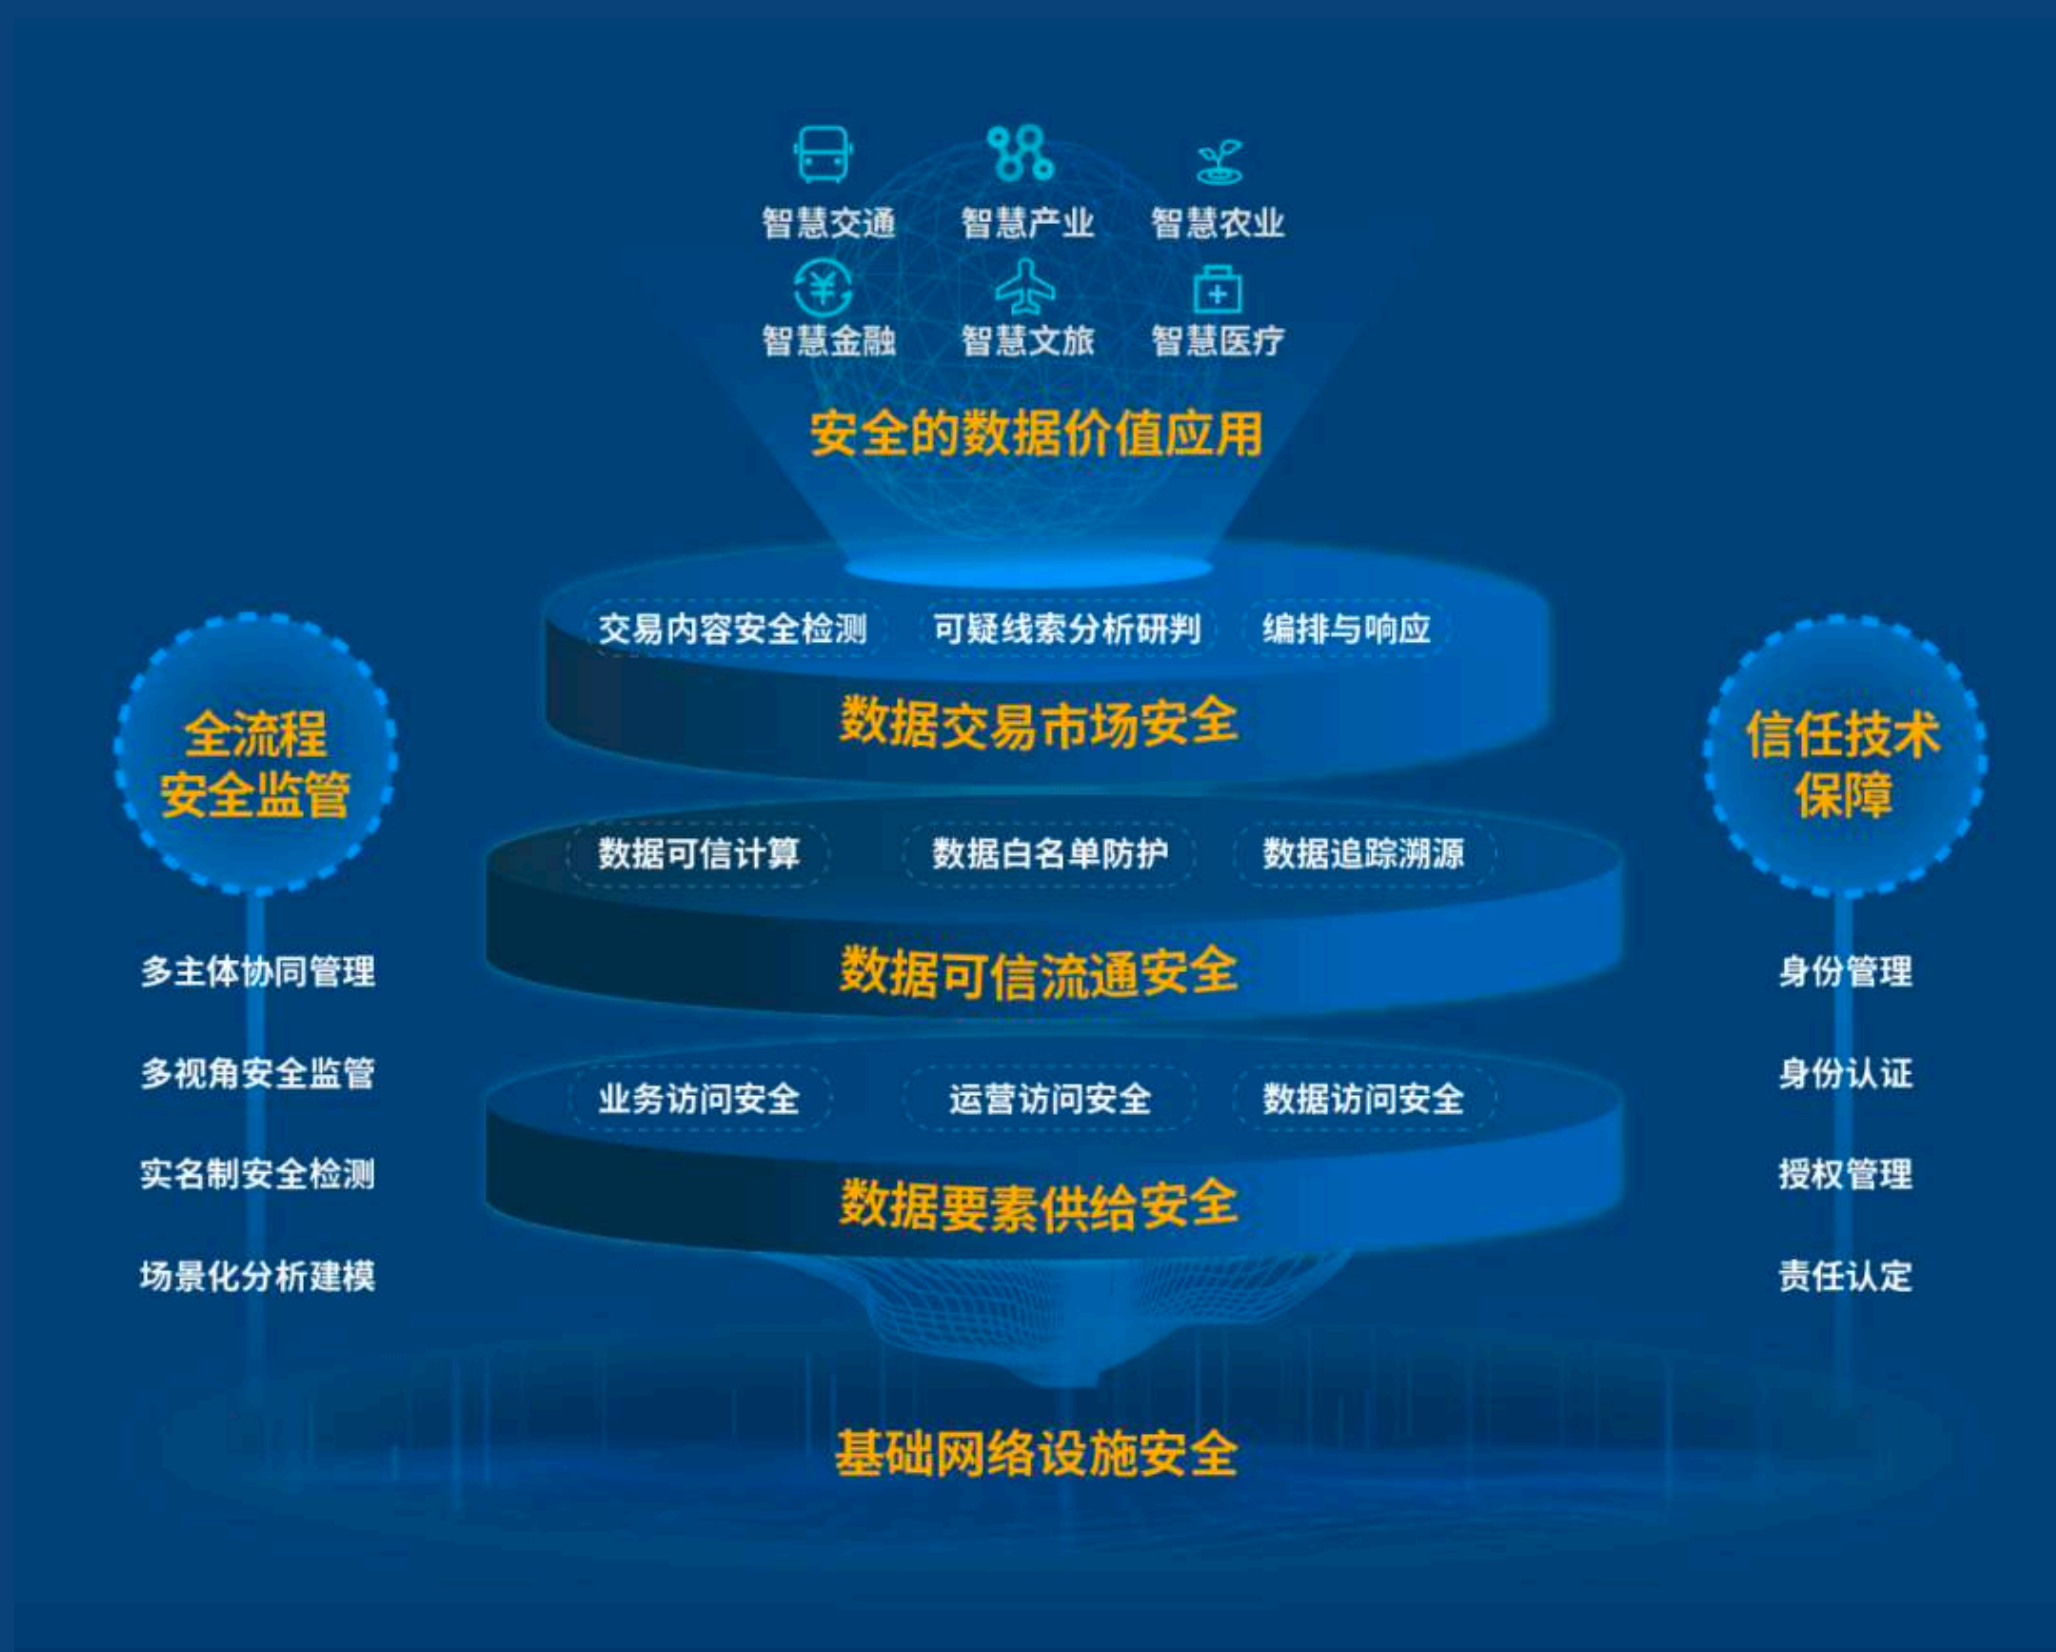 智慧交通 智慧产业 智慧农业
智慧金融 智慧文旅 智慧医疗
安全的数据价值应用
交易内容安全检测 可疑线索分析研判 编排与响应
数据交易市场安全
数据可信计算 数据白名单防护 数据追踪溯源
数据可信流通安全
业务访问安全 运营访问安全 数据访问安全
数据要素供给安全
基础网络设施安全
全流程
安全监管
多主体协同管理
多视角安全监管
实名制安全检测
场景化分析建模
信任技术
保障
身份管理
身份认证
授权管理
责任认定